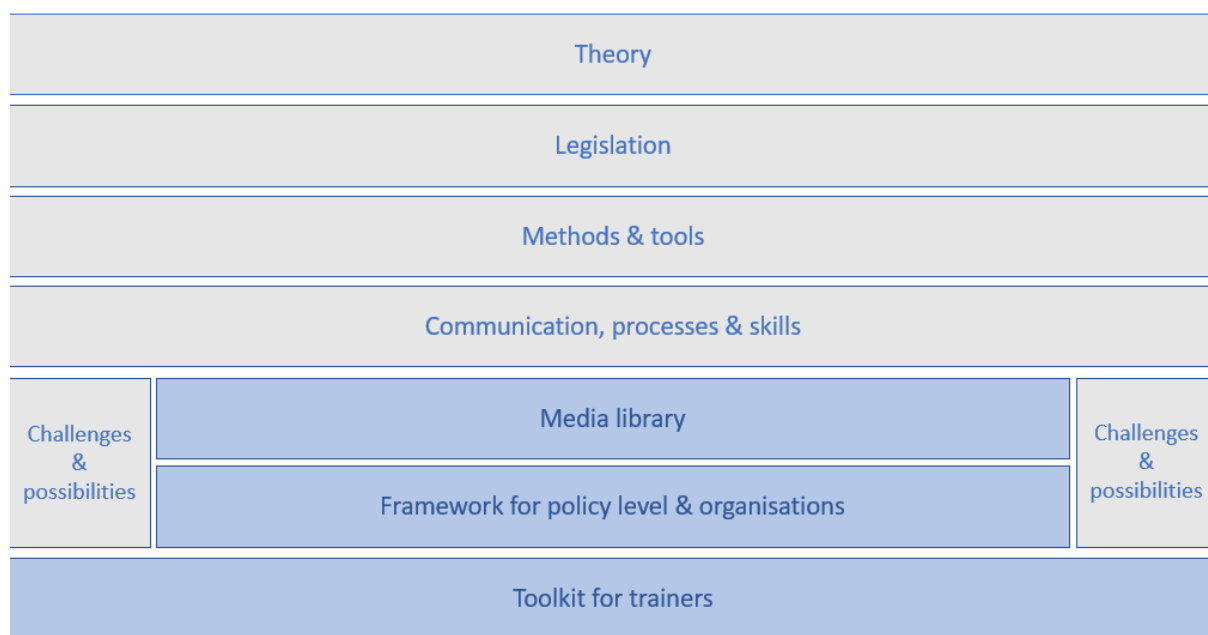 Theory
Legislation
Methods & tools
Communication, processes & skills
Challenges
&
possibilities
Media library
Framework for policy level & organisations
Challenges
&
possibilities
Toolkit for trainers